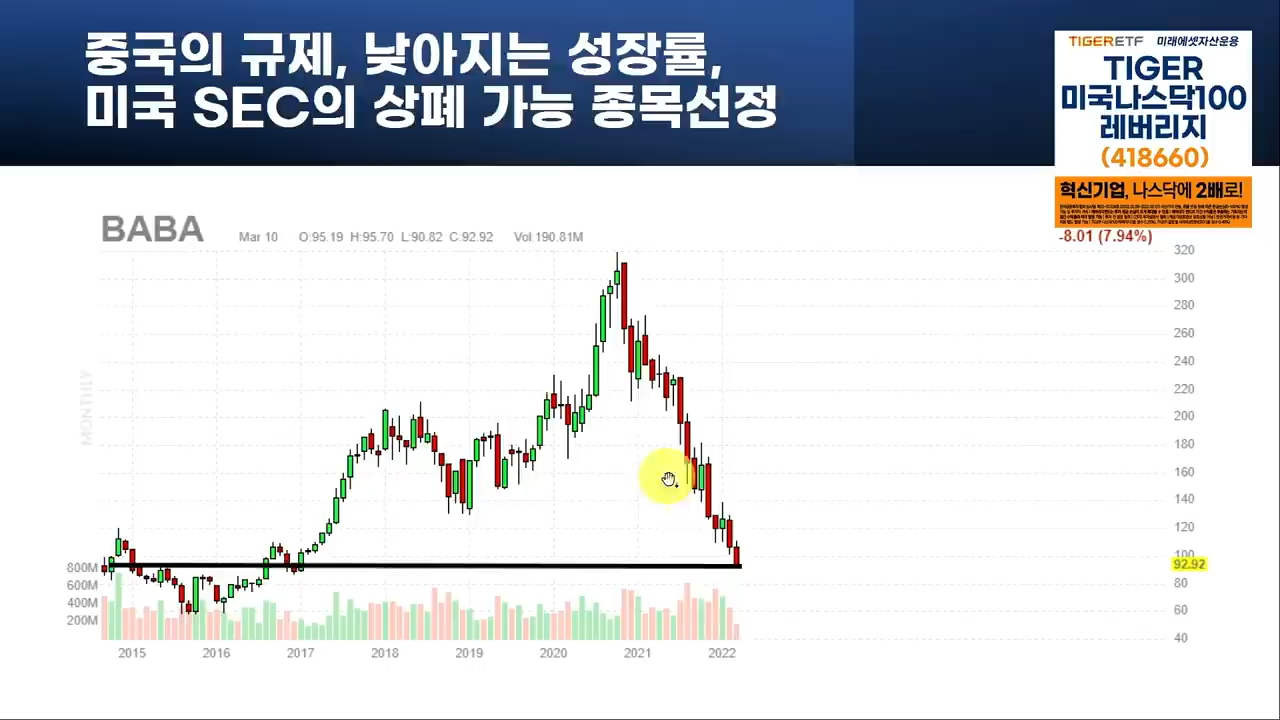 중국의 규제, 낮아지는 성장률,
미국 SEC의 상폐 가능 종목선정
TIGERETF 미래에셋자산운용
TIGER
미국나스닥100
레버리지
(418660)
혁신기업, 나스닥에 2배로!
BABA Mar 10 O:95.19 H:95.70 L:90.82 C:92.92 Vol:190.81M
-8.01 (7.94%)
MONTHLY
320
300
280
260
240
220
200
180
160
140
120
100
92.92
80
60
40
800M
600M
400M
200M
2015 2016 2017 2018 2019 2020 2021 2022